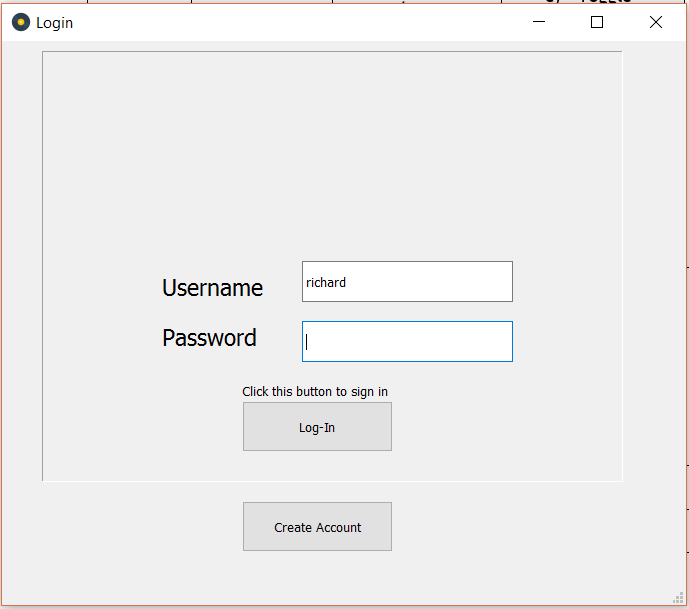 Login
Username
richard
Password
Click this button to sign in
Log-In
Create Account